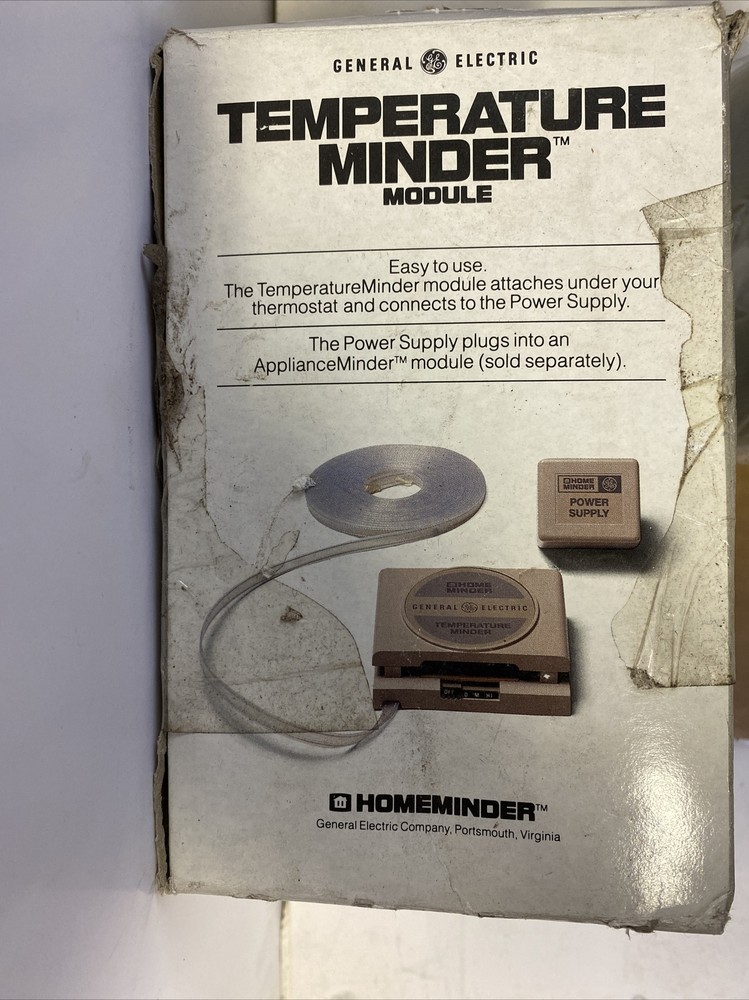 GENERAL GE ELECTRIC
TEMPERATURE
MINDER™
MODULE
Easy to use.
The TemperatureMinder module attaches under your
thermostat and connects to the Power Supply.
The Power Supply plugs into an
ApplianceMinder™ module (sold separately).
HOME
MINDER
POWER
SUPPLY
HOME
MINDER
GENERAL GE ELECTRIC
TEMPERATURE
MINDER
HOMEMINDER™
General Electric Company, Portsmouth, Virginia